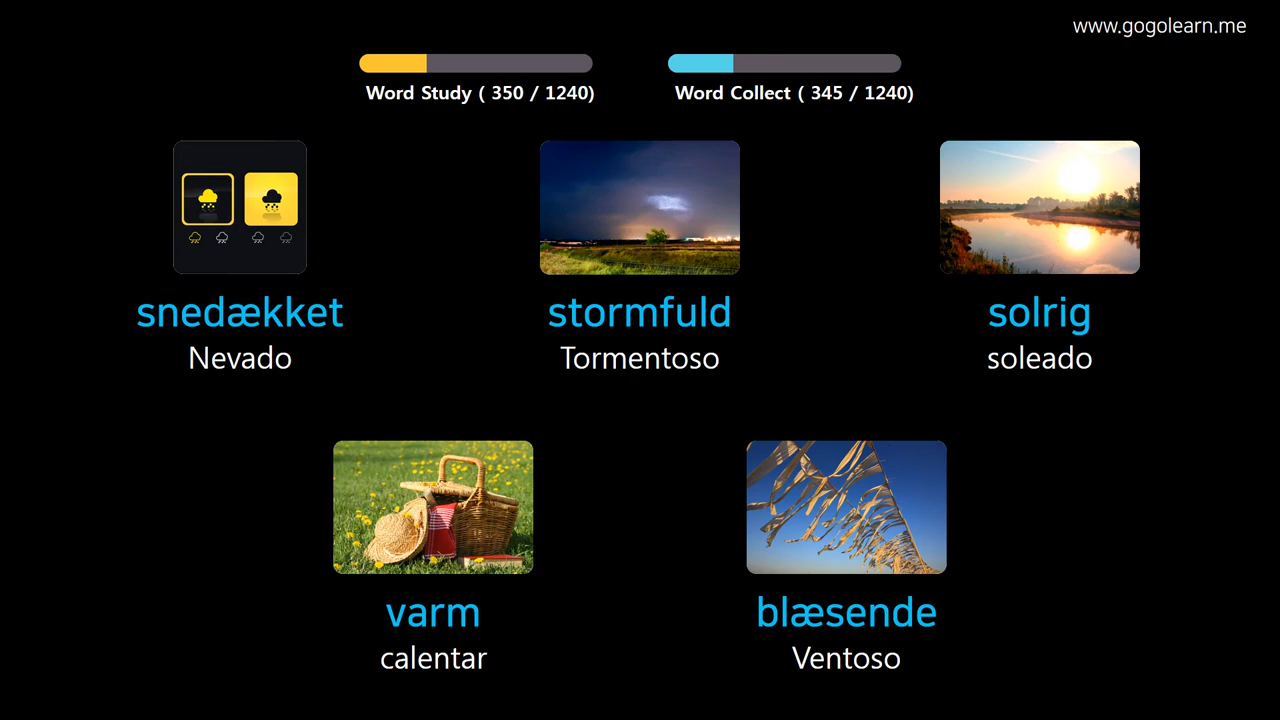 www.gogolearn.me
Word Study ( 350 / 1240)
Word Collect ( 345 / 1240)
snedækket
Nevado
stormfuld
Tormentoso
solrig
soleado
varm
calentar
blæsende
Ventoso